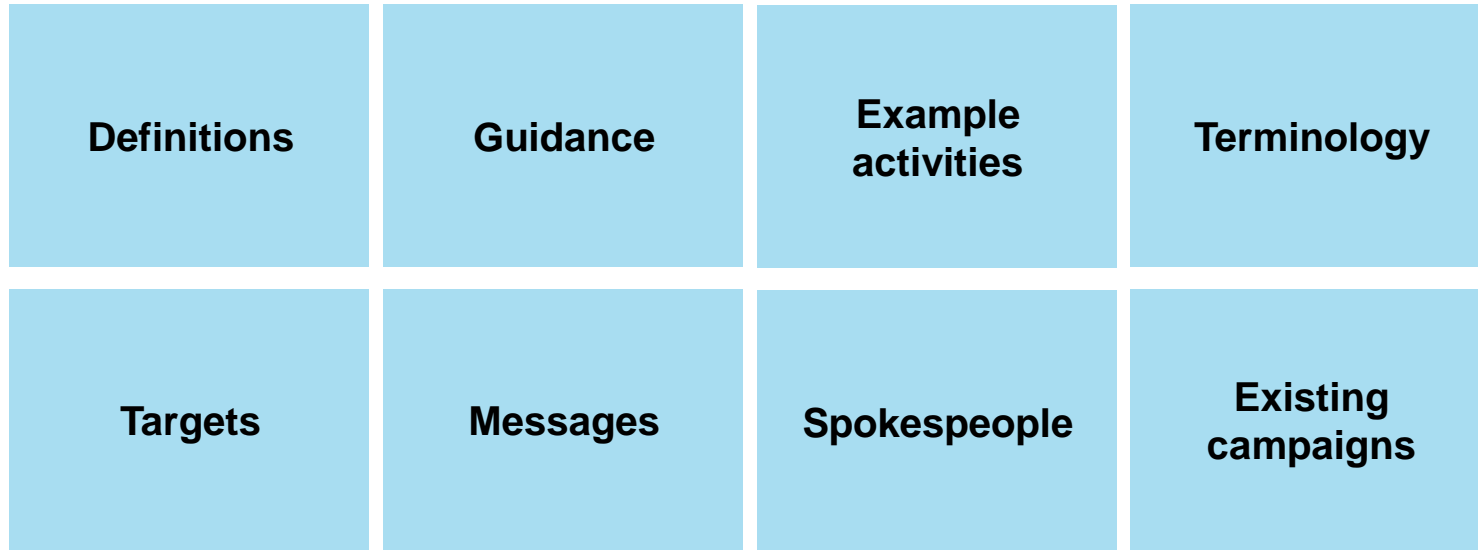 Definitions
Guidance
Example
activities
Terminology
Targets
Messages
Spokespeople
Existing
campaigns